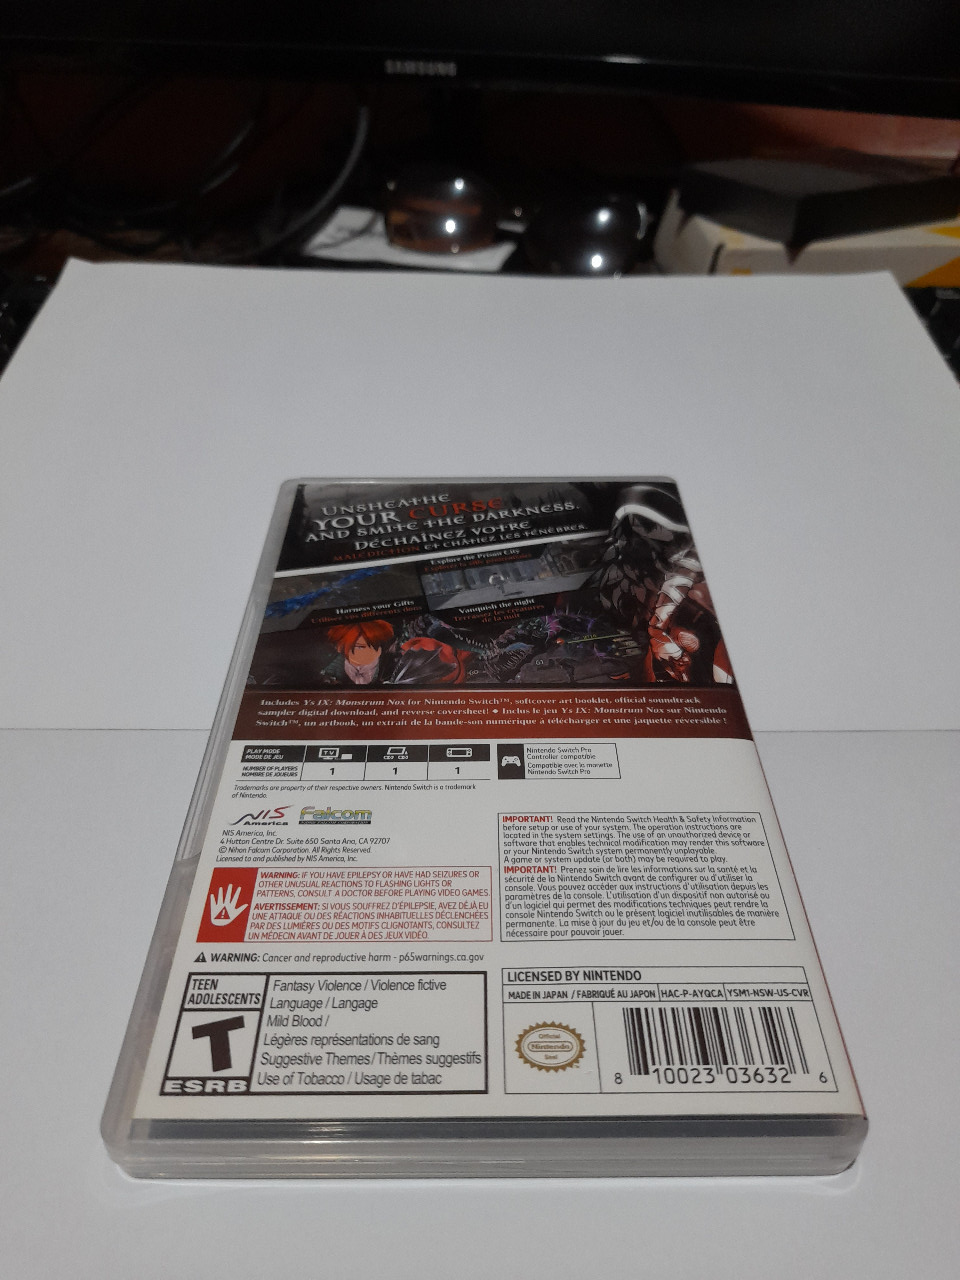 SAMSUNG
UNSHEATHE
YOUR CURSE
AND SMITE THE DARKNESS.
DÉCHAÎNEZ VOTRE
MALÉDICTION ET CHÂTIEZ LES TÉNÈBRES.
Explore the Prison City
Harness your Gifts
Utilisez vos différents dons
Vanquish the night
Terrassez les créatures
de la nuit
Includes Ys IX: Monstrum Nox for Nintendo Switch™, softcover art booklet, official soundtrack
sampler digital download, and reverse coversheet! ◆ Inclus le jeu Ys IX: Monstrum Nox sur Nintendo
Switch™, un artbook, un extrait de la bande-son numérique à télécharger et une jaquette réversible !
PLAY MODE
MODE DE JEU
TV
NUMBER OF PLAYERS
NOMBRE DE JOUEURS
1
1
1
Nintendo Switch Pro
Controller compatible
Compatible avec la manette
Nintendo Switch Pro
Trademarks are property of their respective owners. Nintendo Switch is a trademark
of Nintendo.
NIS
America
Falcom
NIS America, Inc.
4 Hutton Centre Dr. Suite 650 Santa Ana, CA 92707
© Nihon Falcom Corporation. All Rights Reserved.
Licensed to and published by NIS America, Inc.
IMPORTANT! Read the Nintendo Switch Health & Safety Information
before setup or use of your system. The operation instructions are
located in the system settings. The use of an unauthorized device or
software that enables technical modification may render this software
or your Nintendo Switch system permanently unplayable.
A game or system update (or both) may be required to play.
IMPORTANT! Prenez soin de lire les informations sur la santé et la
sécurité de la Nintendo Switch avant de configurer ou d'utiliser la
console. Vous pouvez accéder aux instructions d'utilisation depuis les
paramètres de la console. L'utilisation d'un dispositif non autorisé ou
d'un logiciel qui permet des modifications techniques peut rendre la
console Nintendo Switch ou le présent logiciel inutilisables de manière
permanente. La mise à jour du jeu et/ou de la console peut être
nécessaire pour pouvoir jouer.
WARNING: IF YOU HAVE EPILEPSY OR HAVE HAD SEIZURES OR
OTHER UNUSUAL REACTIONS TO FLASHING LIGHTS OR
PATTERNS, CONSULT A DOCTOR BEFORE PLAYING VIDEO GAMES.
AVERTISSEMENT: SI VOUS SOUFFREZ D'ÉPILEPSIE, AVEZ DÉJÀ EU
UNE ATTAQUE OU DES RÉACTIONS INHABITUELLES DÉCLENCHÉES
PAR DES LUMIÈRES OU DES MOTIFS CLIGNOTANTS, CONSULTEZ
UN MÉDECIN AVANT DE JOUER À DES JEUX VIDÉO.
WARNING: Cancer and reproductive harm - p65warnings.ca.gov
TEEN
ADOLESCENTS
T
ESRB
Fantasy Violence / Violence fictive
Language / Langage
Mild Blood /
Légères représentations de sang
Suggestive Themes / Thèmes suggestifs
Use of Tobacco / Usage de tabac
LICENSED BY NINTENDO
MADE IN JAPAN / FABRIQUÉ AU JAPON HAC-P-AYQCA YSM1-NSW-US-CVR
Official
Nintendo
Seal
8 10023 03632 6